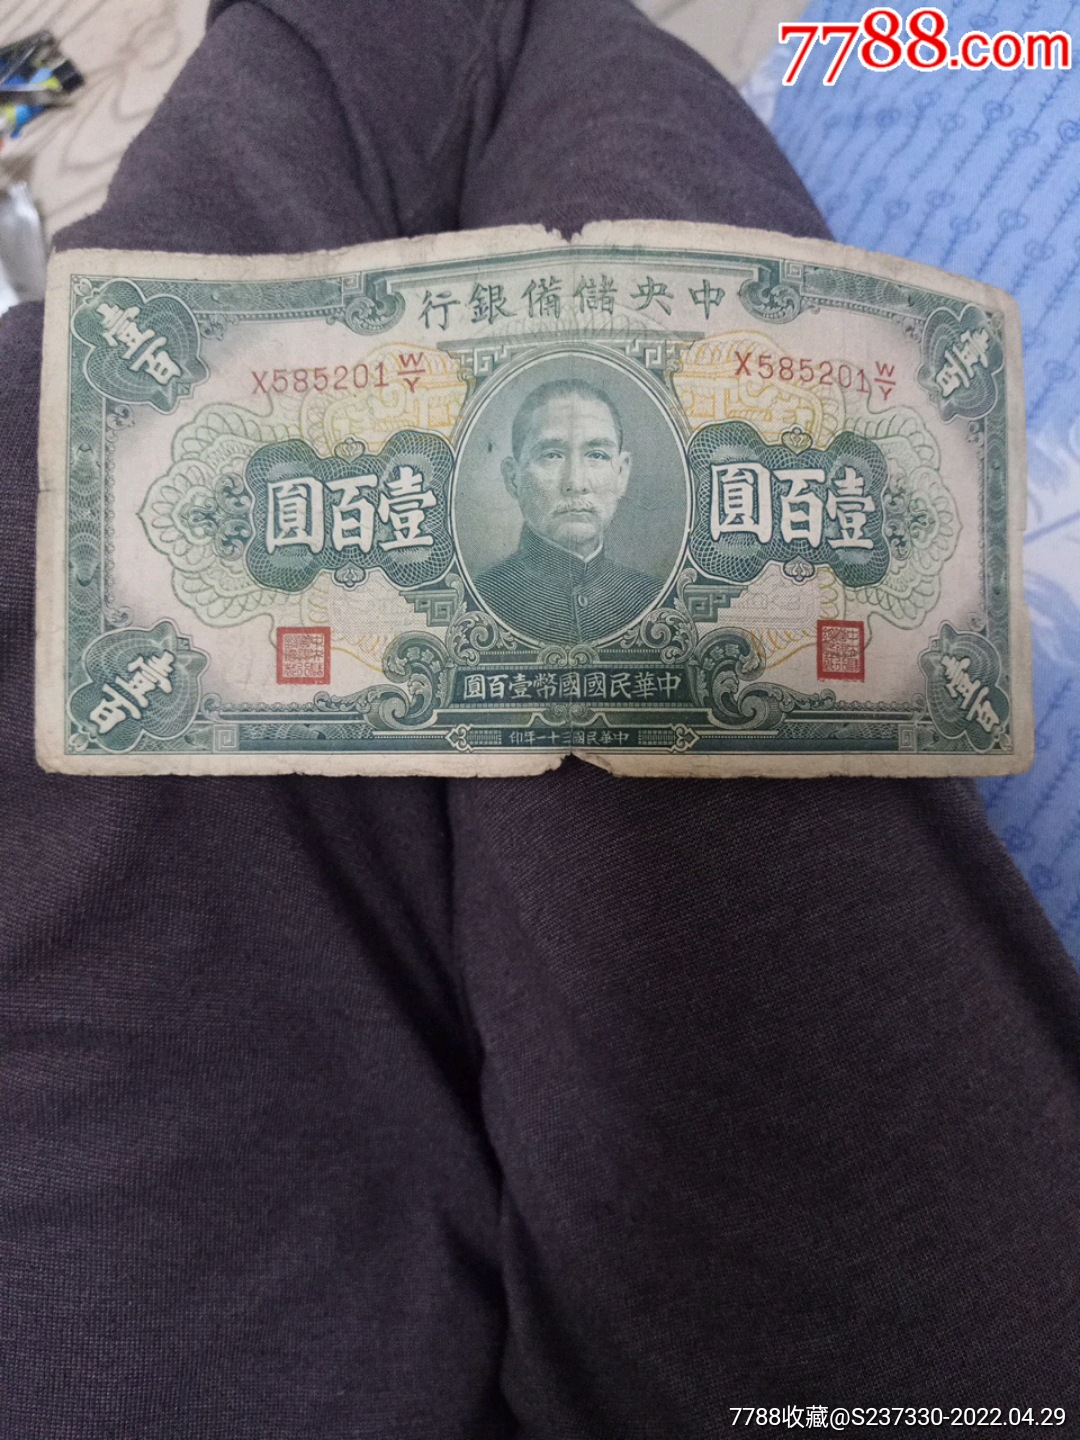 7788.com
中央儲備銀行
壹百
壹百
X585201 W/Y
X585201 W/Y
壹百圓
壹百圓
中華民國國幣壹百圓
壹百
壹百
中華民國三十一年印
7788收藏@S237330-2022.04.29